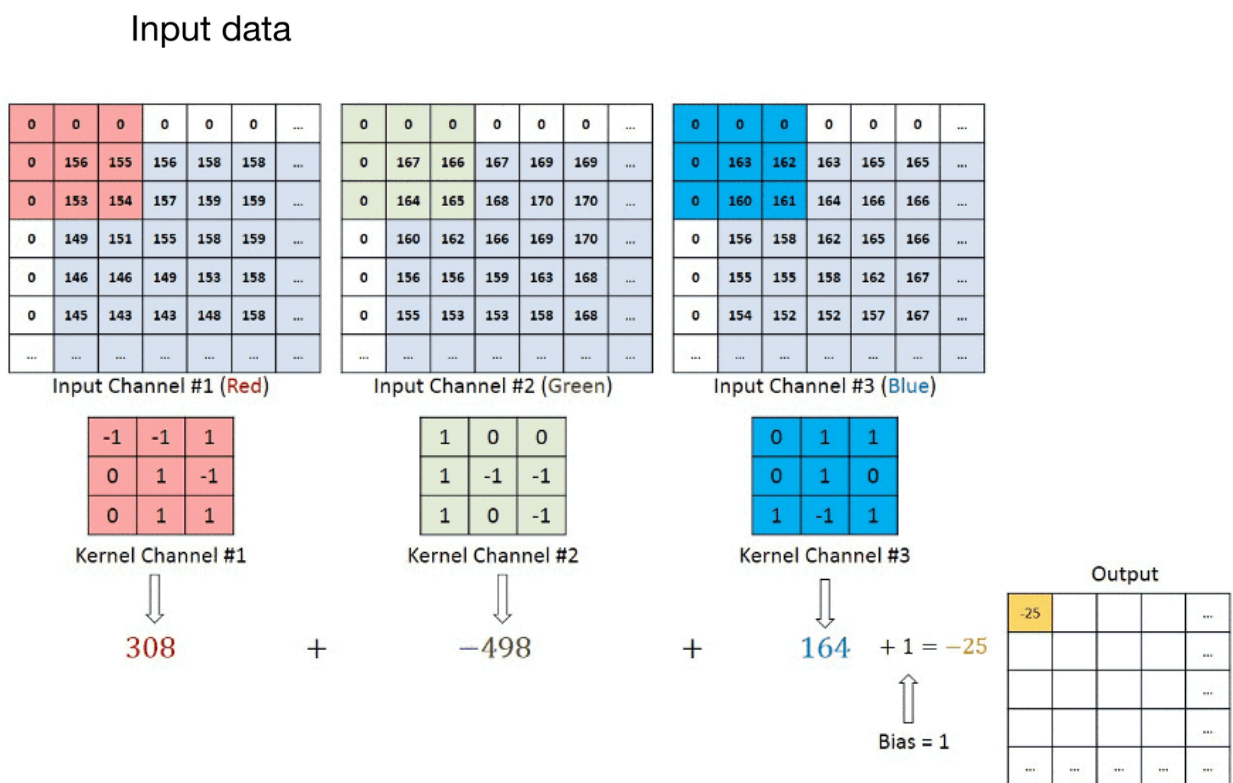 Input data
0 0 0 0 0 0 ...
0 156 155 156 158 158 ...
0 153 154 157 159 159 ...
0 149 151 155 158 159 ...
0 146 146 149 153 158 ...
0 145 143 143 148 158 ...
... ... ... ... ... ... ...
Input Channel #1 (Red)
0 0 0 0 0 0 ...
0 167 166 167 169 169 ...
0 164 165 168 170 170 ...
0 160 162 166 169 170 ...
0 156 156 159 163 168 ...
0 155 153 153 158 168 ...
... ... ... ... ... ... ...
Input Channel #2 (Green)
0 0 0 0 0 0 ...
0 163 162 163 165 165 ...
0 160 161 164 166 166 ...
0 156 158 162 165 166 ...
0 155 155 158 162 167 ...
0 154 152 152 157 167 ...
... ... ... ... ... ... ...
Input Channel #3 (Blue)
-1 -1 1
0 1 -1
0 1 1
Kernel Channel #1
1 0 0
1 -1 -1
1 0 -1
Kernel Channel #2
0 1 1
0 1 0
1 -1 1
Kernel Channel #3
308 + −498 + 164 + 1 = −25
Bias = 1
Output
-25 ...
...
...
...
... ... ... ... ...